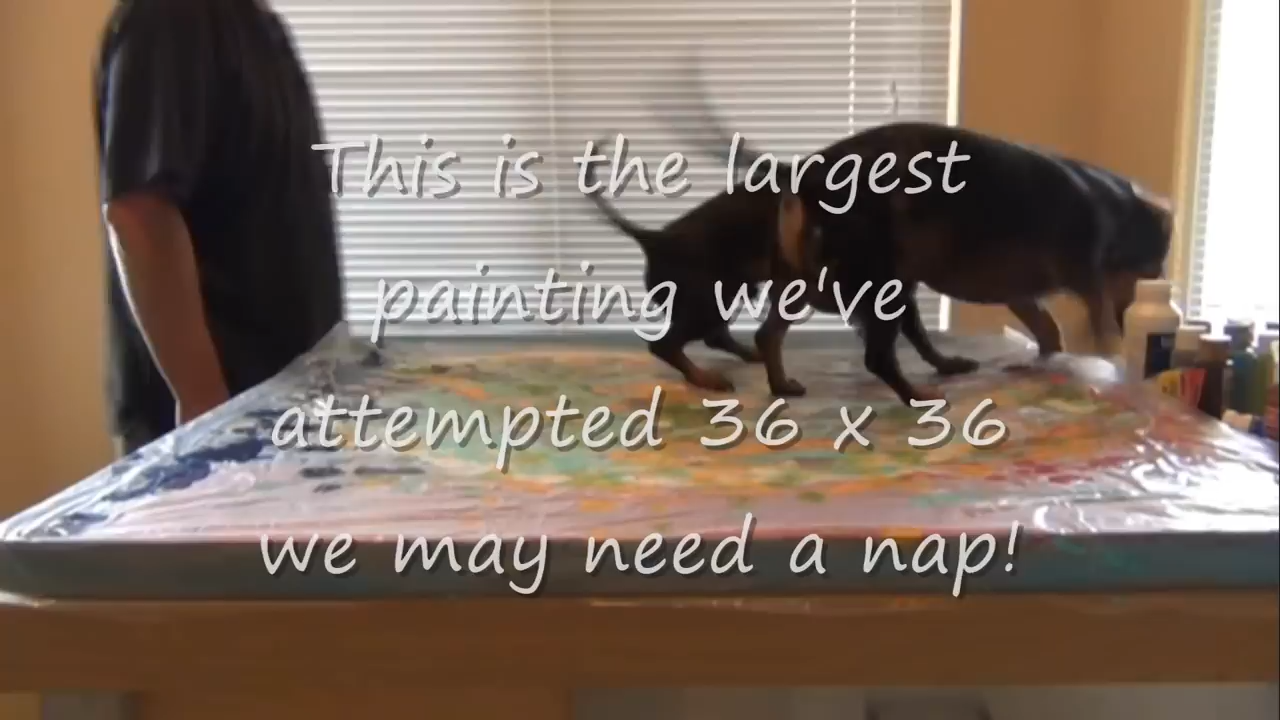 This is the largest
painting we've
attempted 36 x 36
we may need a nap!